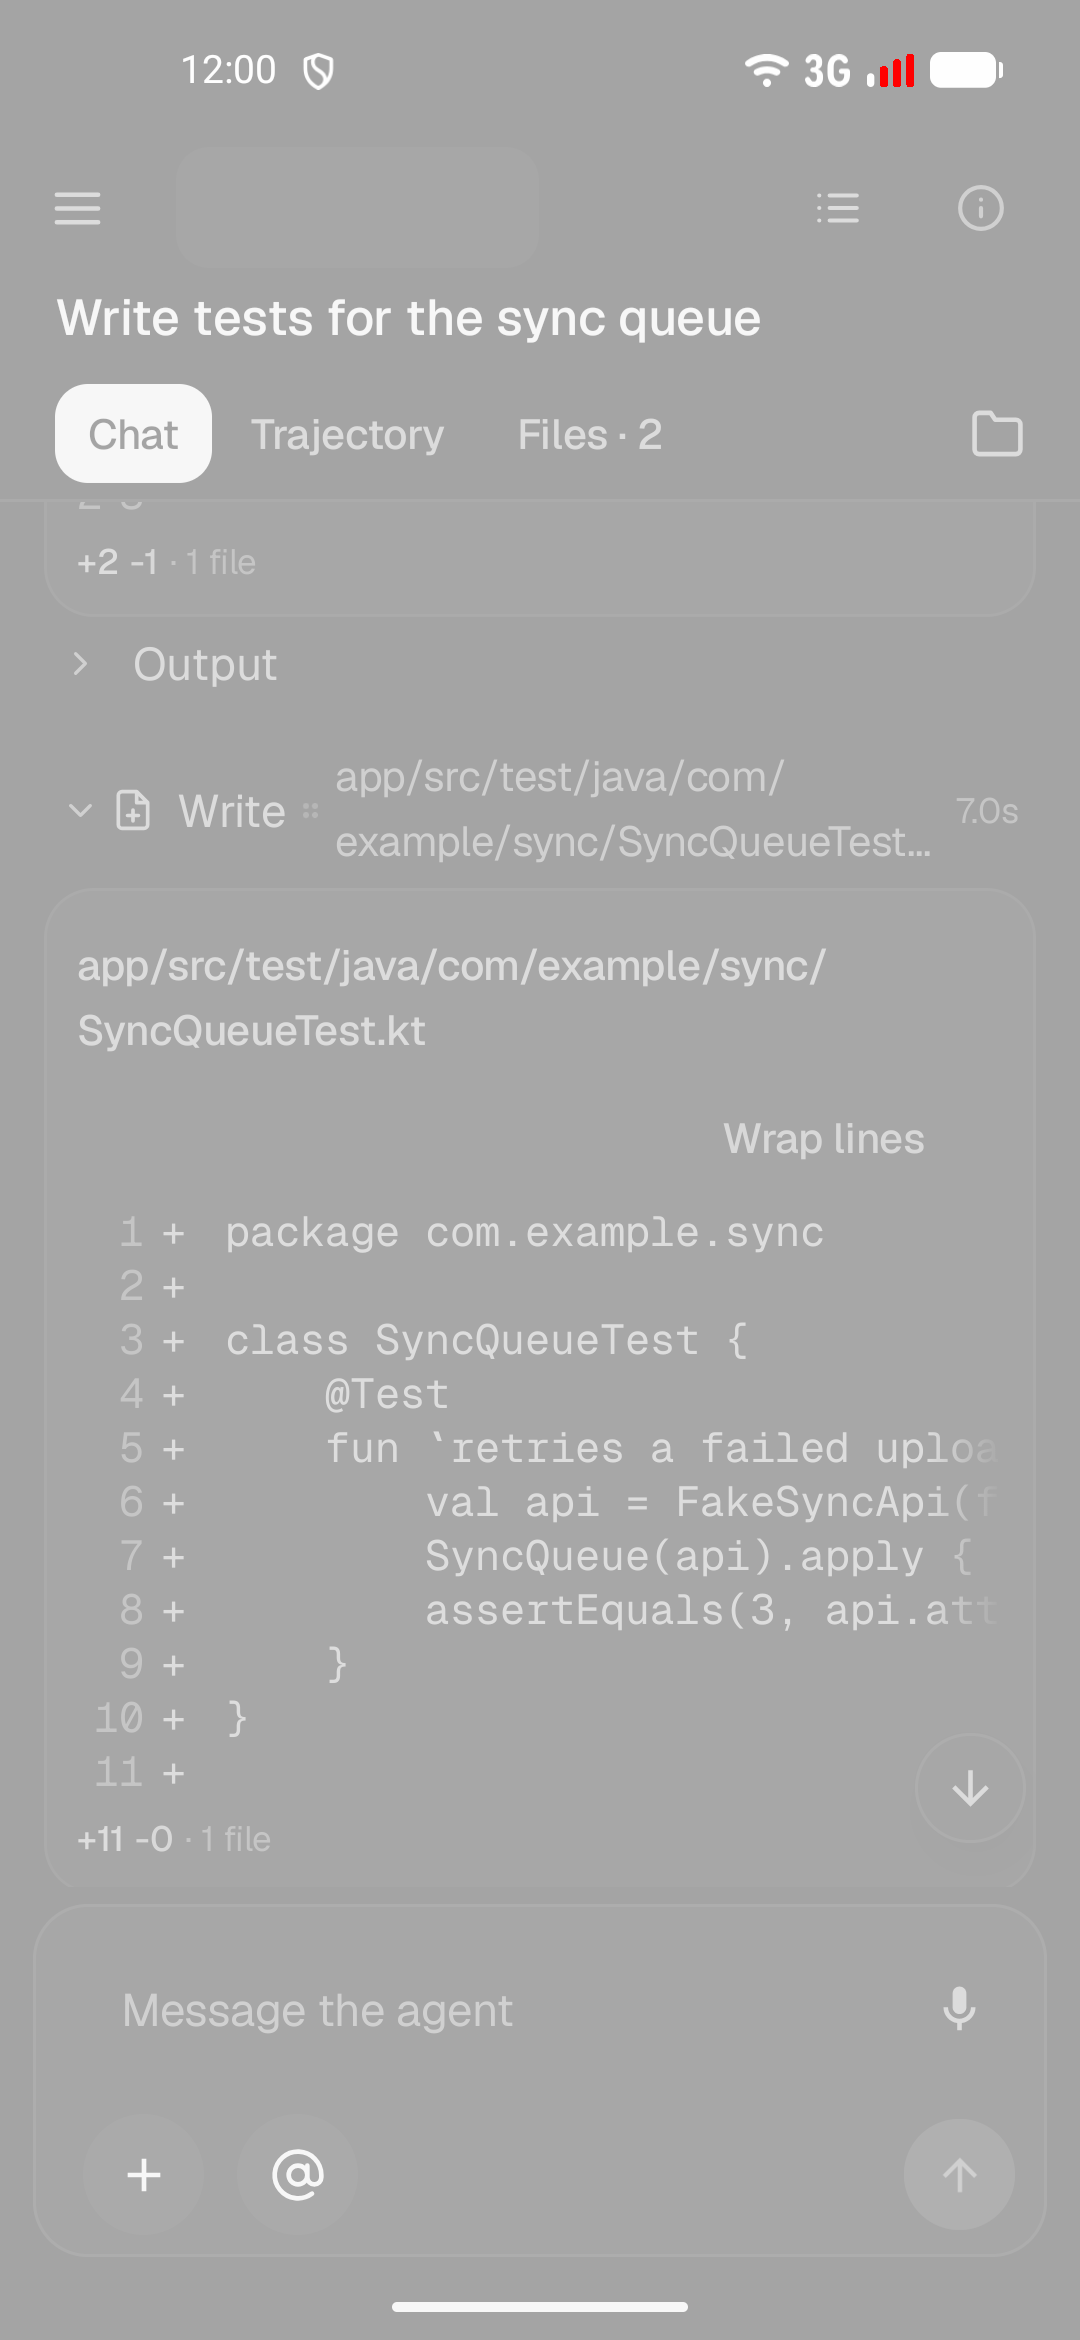 12:00
3G
Write tests for the sync queue
Chat
Trajectory
Files · 2
+2 -1 · 1 file
Output
Write
app/src/test/java/com/
example/sync/SyncQueueTest...
7.0s
app/src/test/java/com/example/sync/
SyncQueueTest.kt
Wrap lines
1 + package com.example.sync
2 +
3 + class SyncQueueTest {
4 +     @Test
5 +     fun `retries a failed uploa
6 +         val api = FakeSyncApi(f
7 +         SyncQueue(api).apply {
8 +         assertEquals(3, api.att
9 +     }
10 + }
11 +
+11 -0 · 1 file
Message the agent